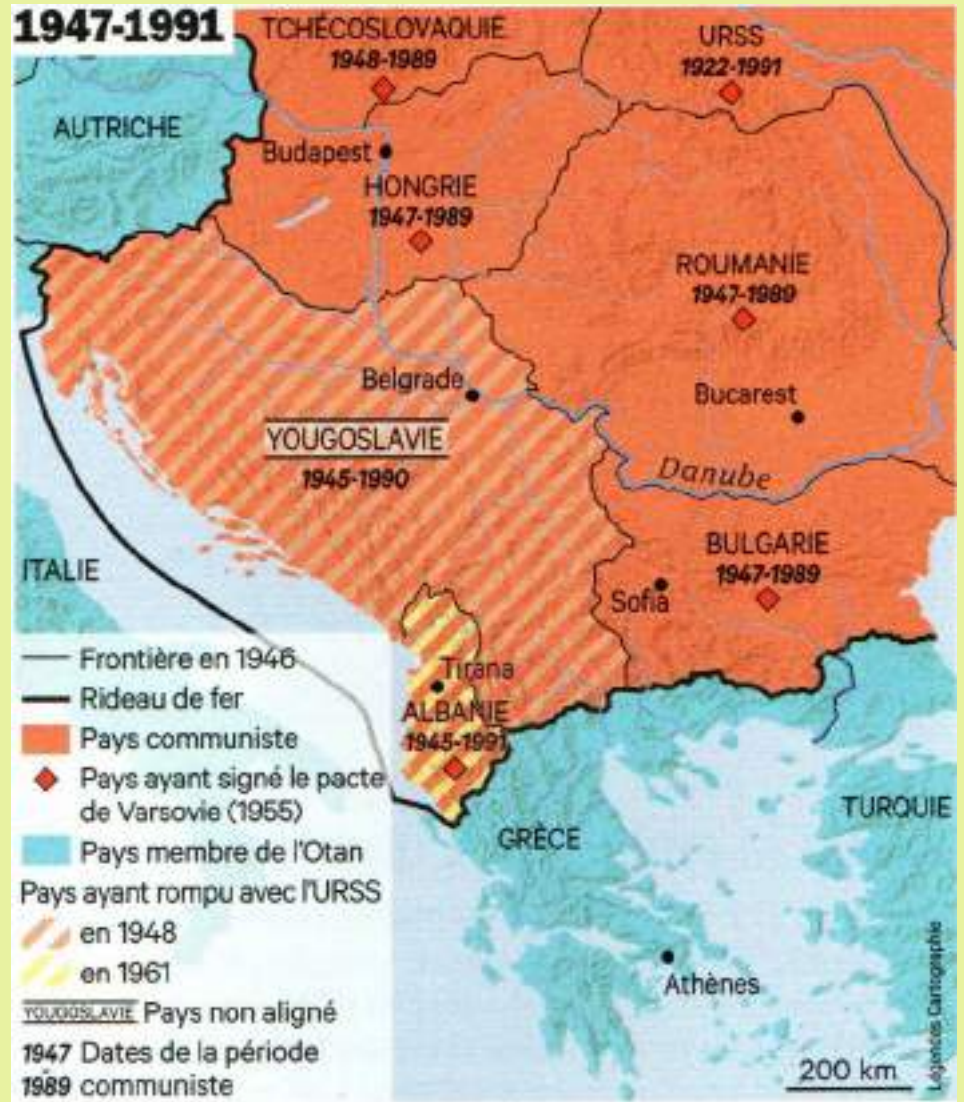 1947-1991
TCHÉCOSLOVAQUIE
1948-1989
URSS
1922-1991
AUTRICHE
Budapest
HONGRIE
1947-1989
ROUMANIE
1947-1989
Belgrade
Bucarest
YOUGOSLAVIE
1945-1990
Danube
ITALIE
BULGARIE
1947-1989
Sofia
Tirana
ALBANIE
1945-1991
GRÈCE
TURQUIE
Athènes
Frontière en 1946
Rideau de fer
Pays communiste
Pays ayant signé le pacte
de Varsovie (1955)
Pays membre de l'Otan
Pays ayant rompu avec l'URSS
en 1948
en 1961
YOUGOSLAVIE Pays non aligné
1947 Dates de la période
1989 communiste
200 km
Légendes Cartographie